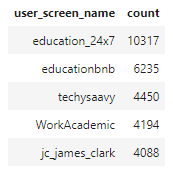 user_screen_name count
education_24x7 10317
educationbnb 6235
techysaavy 4450
WorkAcademic 4194
jc_james_clark 4088